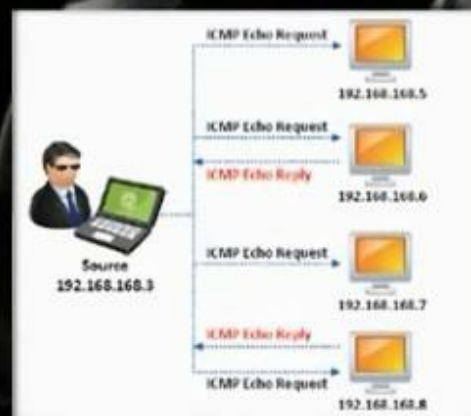 ICMP Echo Request
192.168.168.5
ICMP Echo Request
ICMP Echo Reply
192.168.168.6
Source
192.168.168.3
ICMP Echo Request
192.168.168.7
ICMP Echo Reply
ICMP Echo Request
192.168.168.8